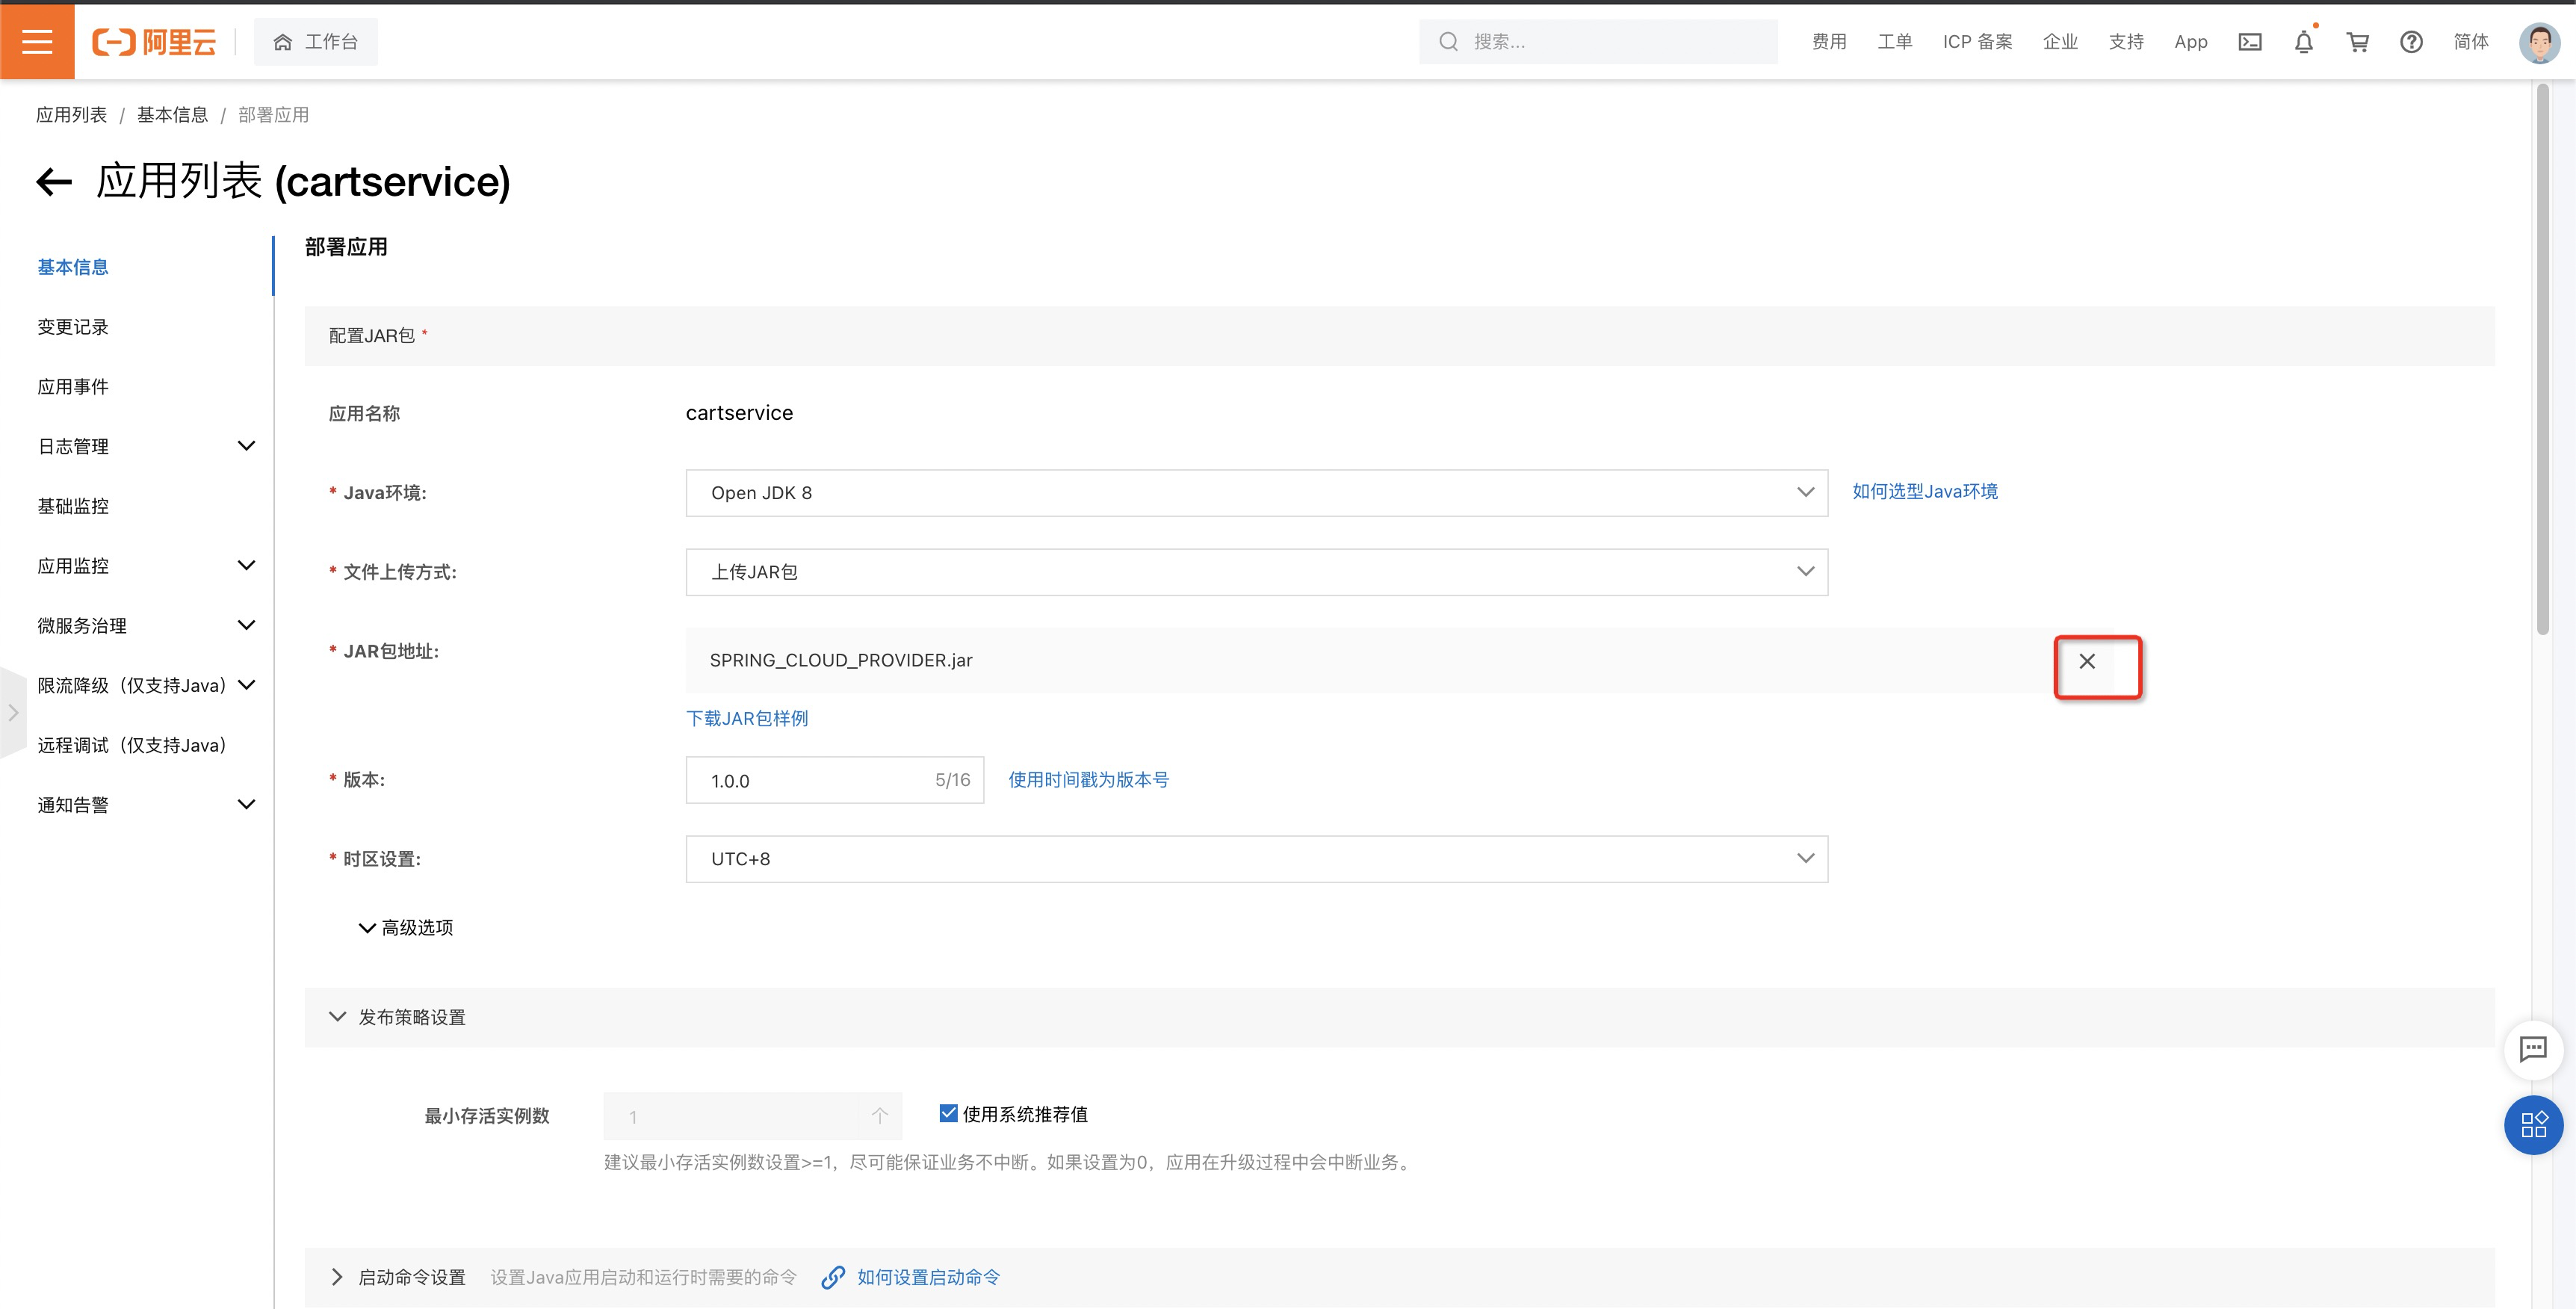 阿里云
工作台
搜索...
费用 工单 ICP 备案 企业 支持 App 简体
应用列表 / 基本信息 / 部署应用
应用列表 (cartservice)
基本信息
变更记录
应用事件
日志管理
基础监控
应用监控
微服务治理
限流降级（仅支持Java）
远程调试（仅支持Java）
通知告警
部署应用
配置JAR包 *
应用名称 cartservice
* Java环境: Open JDK 8 如何选型Java环境
* 文件上传方式: 上传JAR包
* JAR包地址: SPRING_CLOUD_PROVIDER.jar
下载JAR包样例
* 版本: 1.0.0 5/16 使用时间戳为版本号
* 时区设置: UTC+8
高级选项
发布策略设置
最小存活实例数 1 个 使用系统推荐值
建议最小存活实例数设置>=1，尽可能保证业务不中断。如果设置为0，应用在升级过程中会中断业务。
启动命令设置 设置Java应用启动和运行时需要的命令 如何设置启动命令